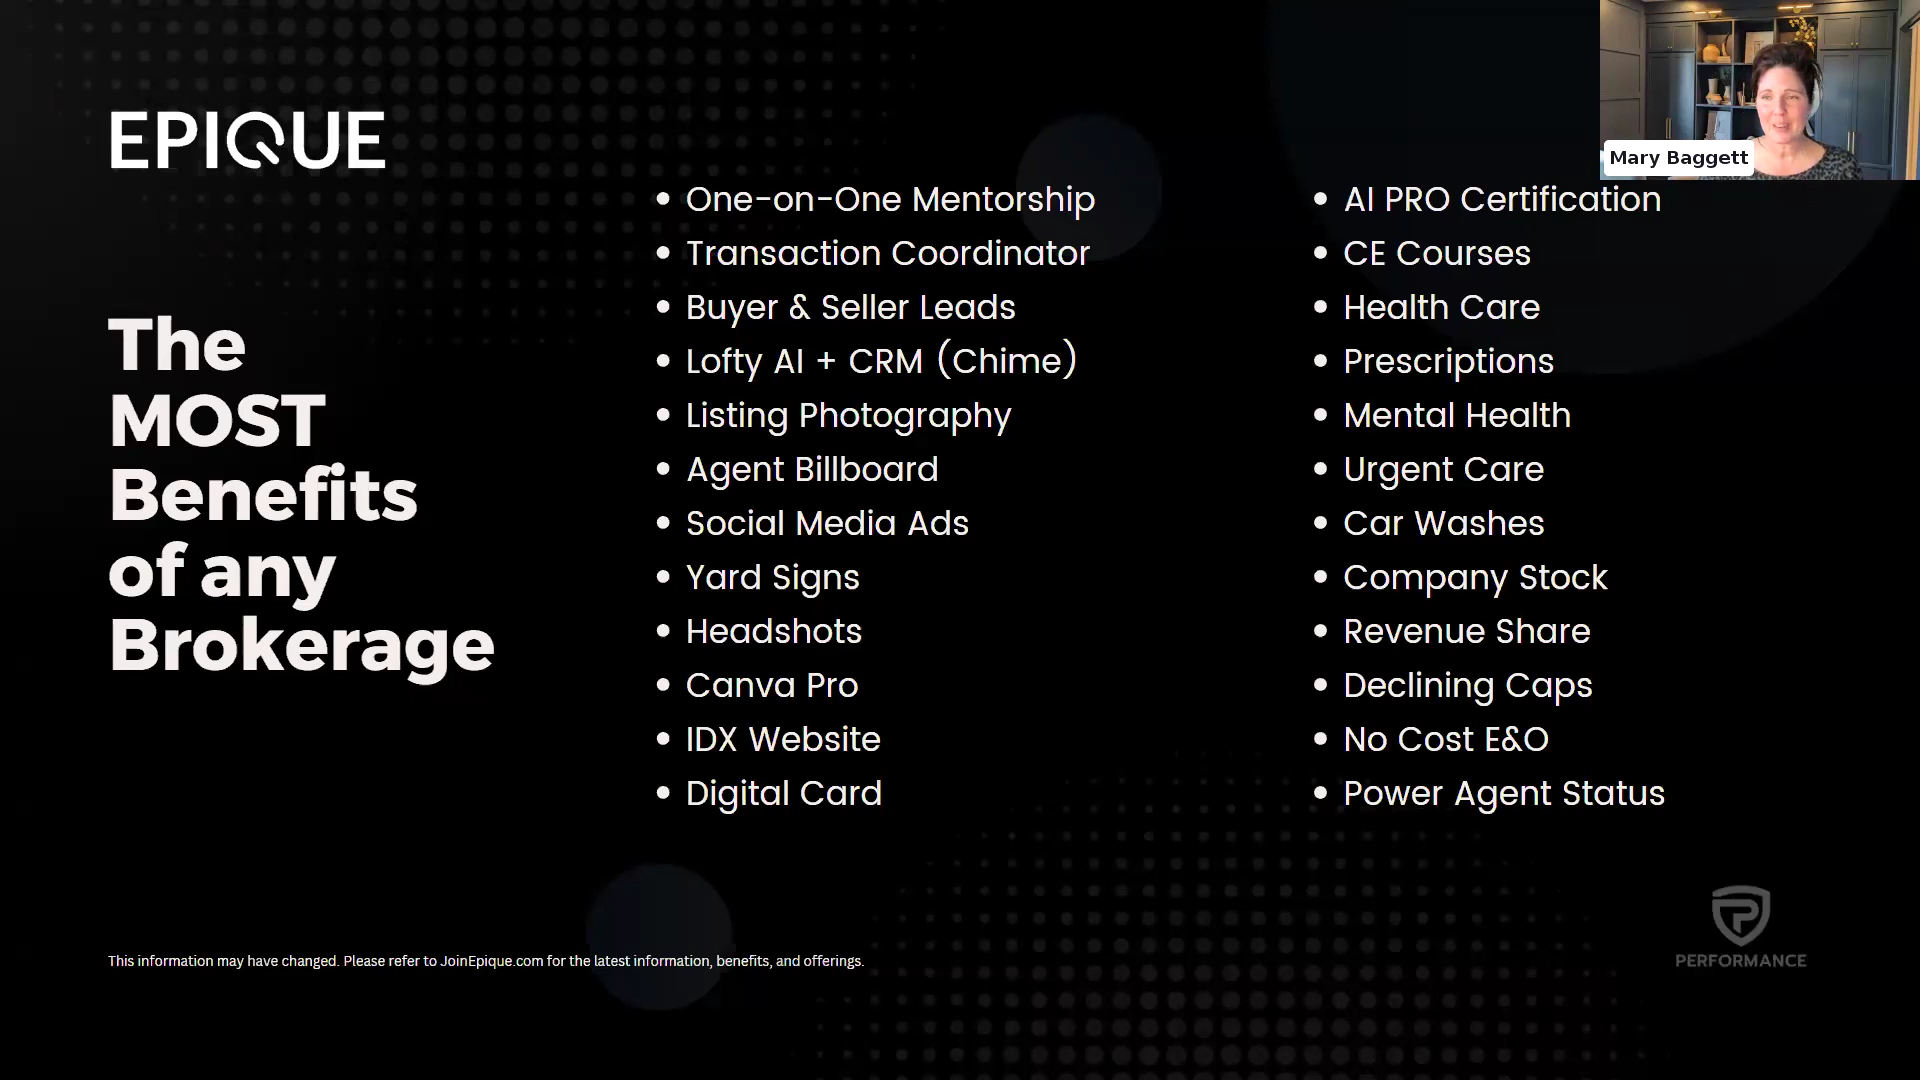 EPIQUE
The
MOST
Benefits
of any
Brokerage
One-on-One Mentorship
Transaction Coordinator
Buyer & Seller Leads
Lofty AI + CRM (Chime)
Listing Photography
Agent Billboard
Social Media Ads
Yard Signs
Headshots
Canva Pro
IDX Website
Digital Card
AI PRO Certification
CE Courses
Health Care
Prescriptions
Mental Health
Urgent Care
Car Washes
Company Stock
Revenue Share
Declining Caps
No Cost E&O
Power Agent Status
Mary Baggett
This information may have changed. Please refer to JoinEpique.com for the latest information, benefits, and offerings.
PERFORMANCE